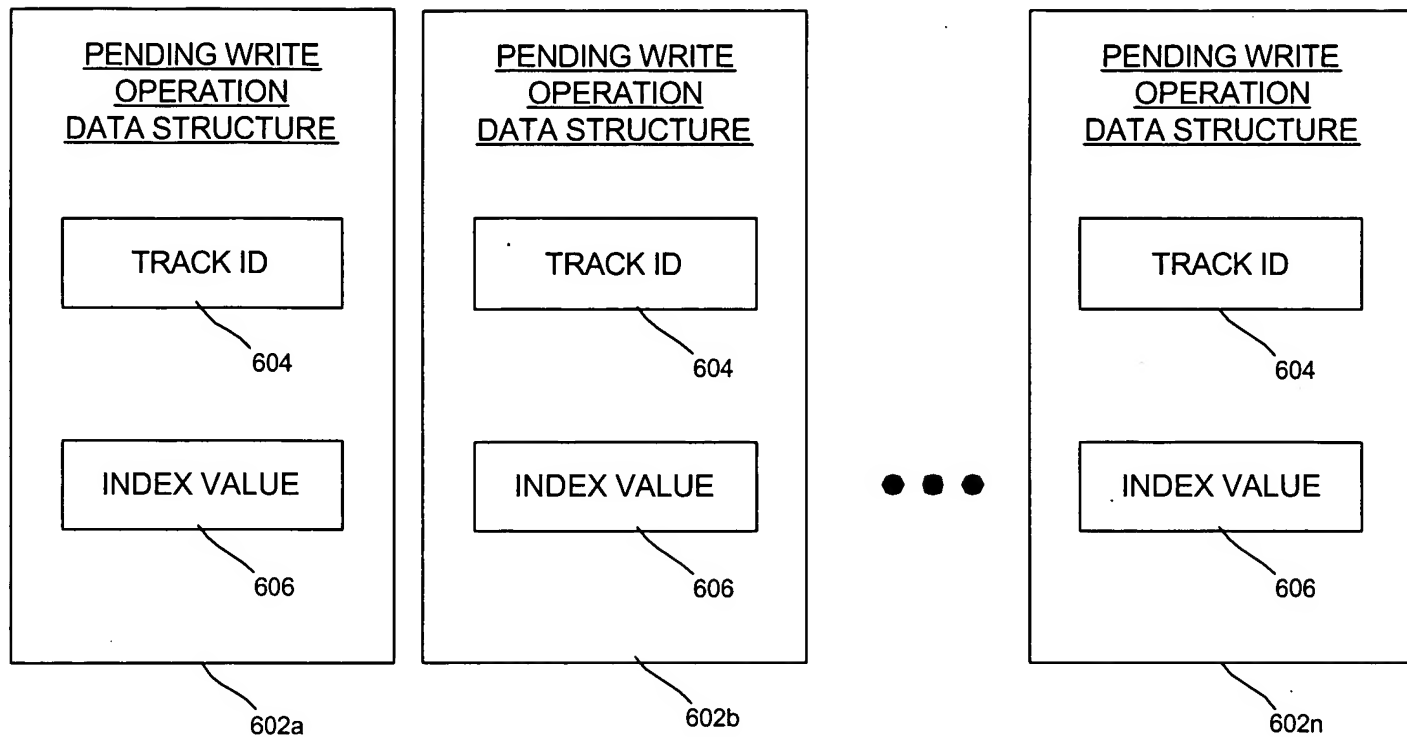 PENDING WRITE
OPERATION
DATA STRUCTURE
TRACK ID
604
INDEX VALUE
606
602a
PENDING WRITE
OPERATION
DATA STRUCTURE
TRACK ID
604
INDEX VALUE
606
602b
PENDING WRITE
OPERATION
DATA STRUCTURE
TRACK ID
604
INDEX VALUE
606
602n